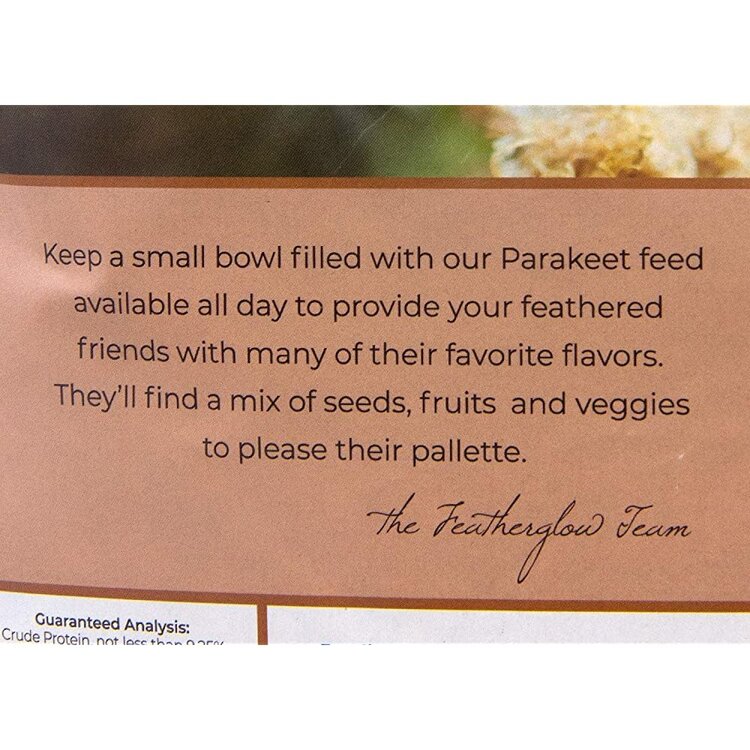 Keep a small bowl filled with our Parakeet feed
available all day to provide your feathered
friends with many of their favorite flavors.
They'll find a mix of seeds, fruits and veggies
to please their pallette.
the Featherglow Team
Guaranteed Analysis:
Crude Protein, not less than